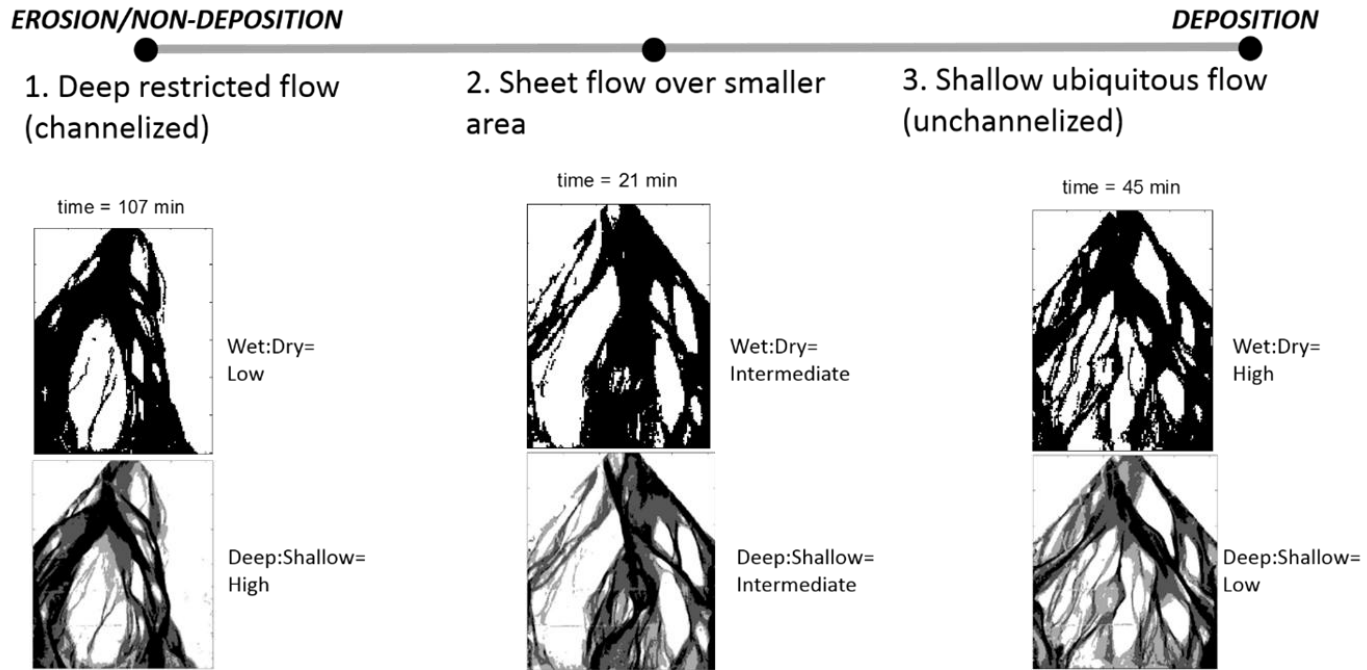 EROSION/NON-DEPOSITION
DEPOSITION
1. Deep restricted flow
(channelized)
2. Sheet flow over smaller
area
3. Shallow ubiquitous flow
(unchannelized)
time = 107 min
time = 21 min
time = 45 min
Wet:Dry=
Low
Wet:Dry=
Intermediate
Wet:Dry=
High
Deep:Shallow=
High
Deep:Shallow=
Intermediate
Deep:Shallow=
Low